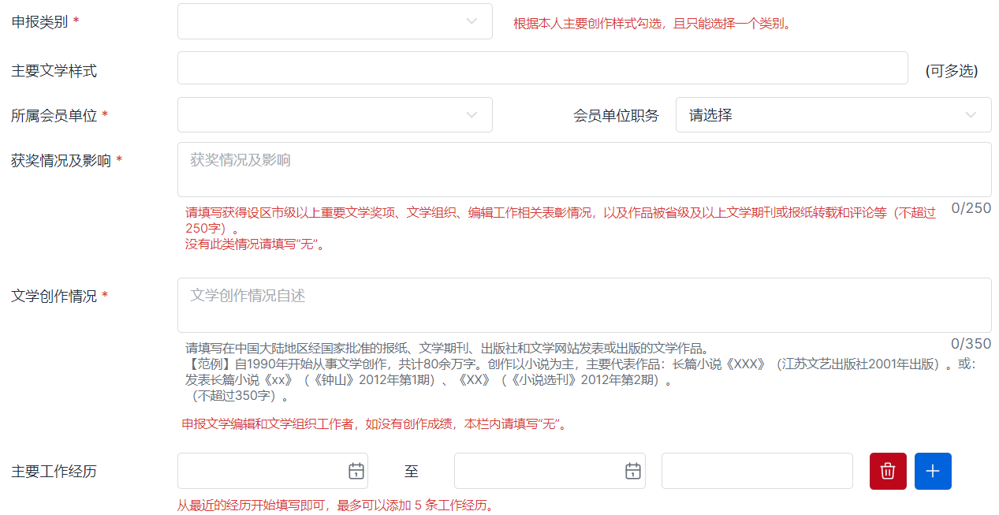 申报类别 * 根据本人主要创作样式勾选，且只能选择一个类别。
主要文学样式 (可多选)
所属会员单位 * 会员单位职务 请选择
获奖情况及影响 * 获奖情况及影响
请填写获得设区市级以上重要文学奖项、文学组织、编辑工作相关表彰情况，以及作品被省级及以上文学期刊或报纸转载和评论等（不超过 0/250
250字）。
没有此类情况请填写“无”。
文学创作情况 * 文学创作情况自述
请填写在中国大陆地区经国家批准的报纸、文学期刊、出版社和文学网站发表或出版的文学作品。 0/350
【范例】自1990年开始从事文学创作，共计80余万字。创作以小说为主，主要代表作品：长篇小说《XXX》（江苏文艺出版社2001年出版）。或：
发表长篇小说《xx》（《钟山》2012年第1期）、《XX》（《小说选刊》2012年第2期）。
（不超过350字）。
申报文学编辑和文学组织工作者，如没有创作成绩，本栏内请填写“无”。
主要工作经历 至
从最近的经历开始填写即可，最多可以添加 5 条工作经历。